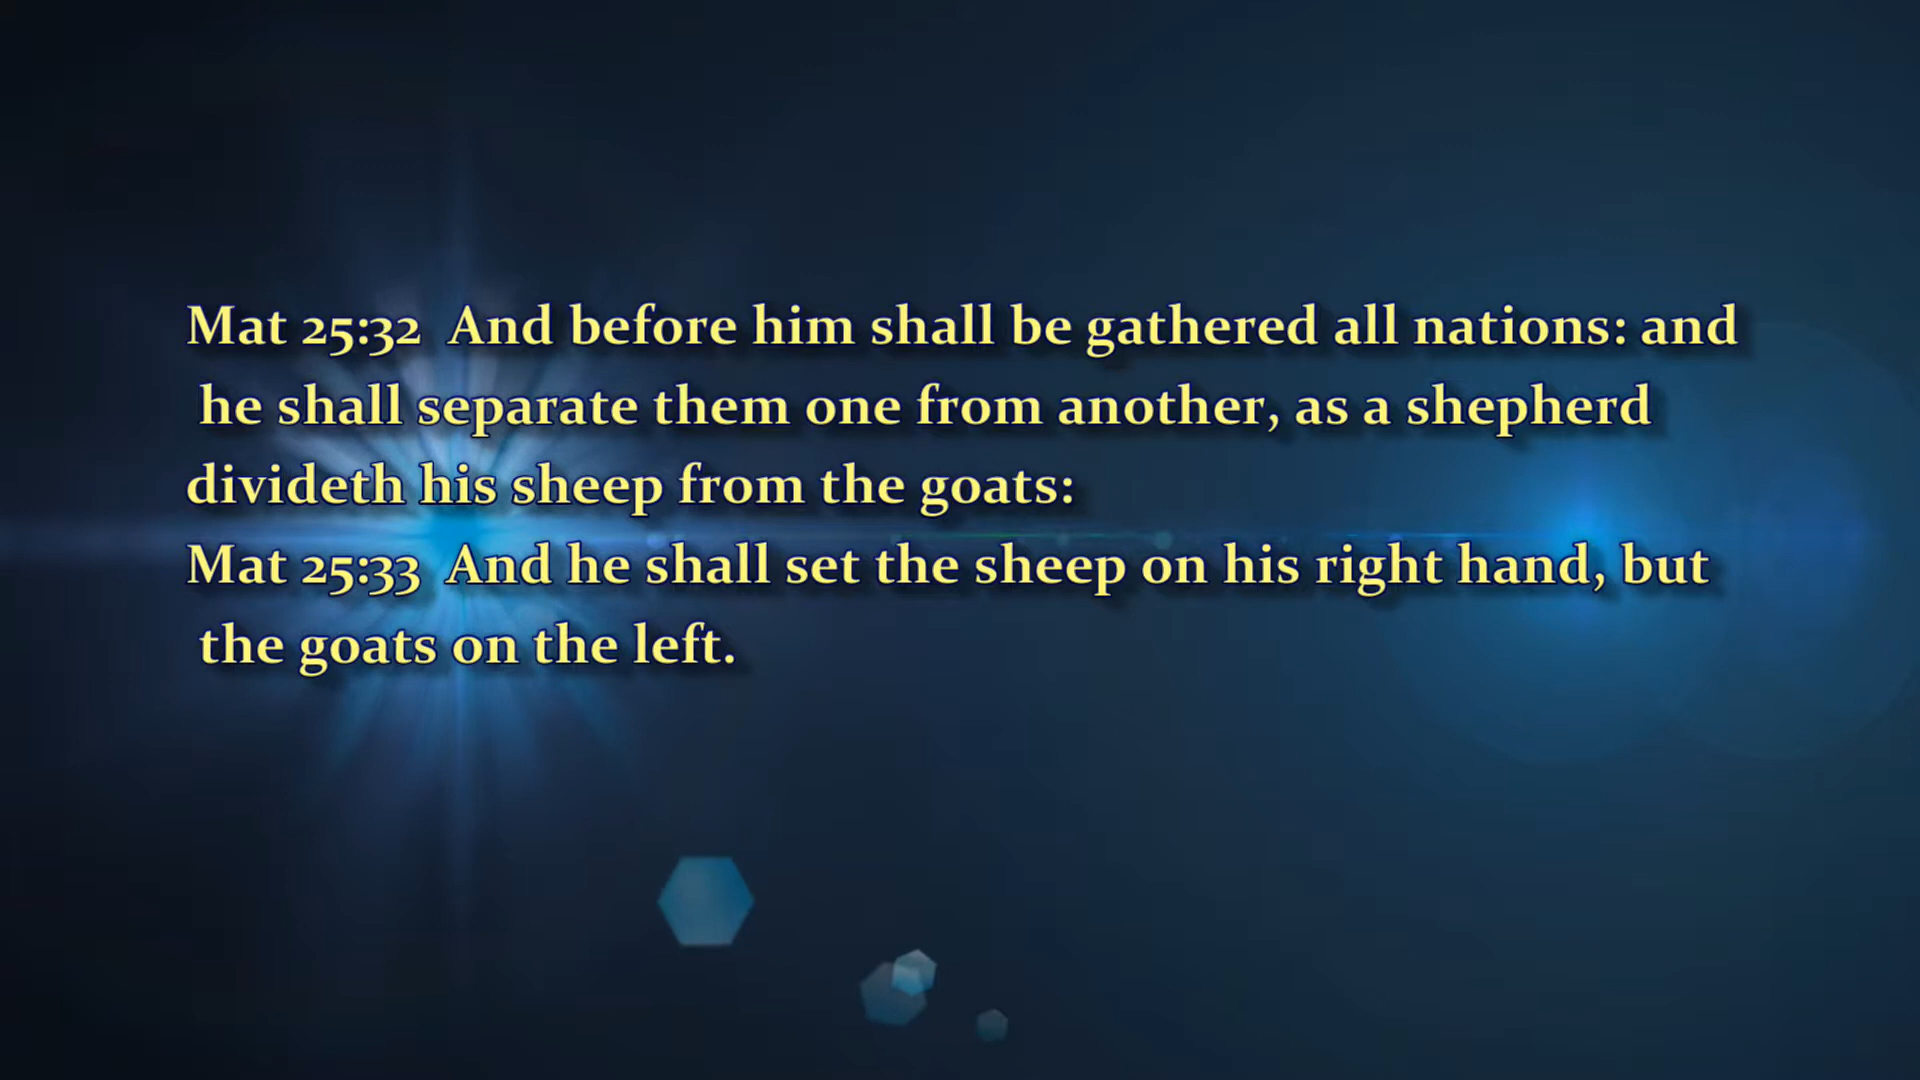 Mat 25:32  And before him shall be gathered all nations: and
he shall separate them one from another, as a shepherd
divideth his sheep from the goats:
Mat 25:33  And he shall set the sheep on his right hand, but
the goats on the left.